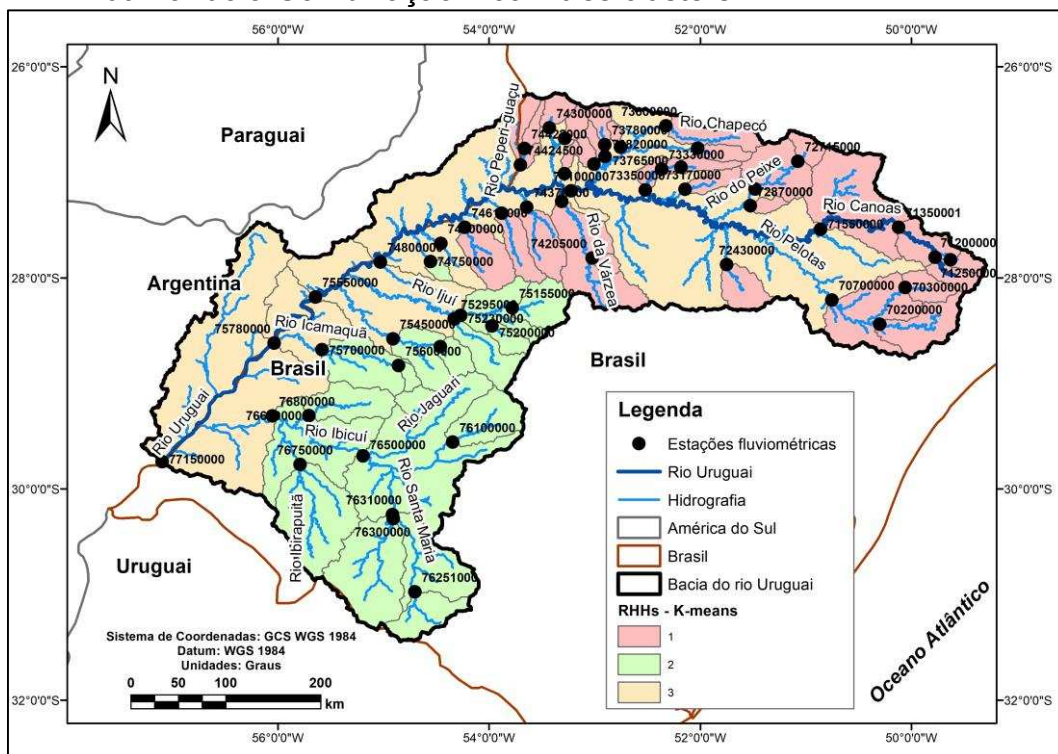 56°0'0"W 54°0'0"W 52°0'0"W 50°0'0"W
26°0'0"S 26°0'0"S
N
Paraguai
Rio Peperi-guaçu
74300000
Rio Chapecó
73780000
74424500
73765000
73330000
72715000
73350000
73170000
Rio do Peixe
72870000
Rio Canoas
71350001
74205000
Rio da Várzea
72430000
Rio Pelotas
71550000
71200000
71250000
70700000
70300000
70200000
28°0'0"S 28°0'0"S
74800000
74750000
Argentina
75550000
Rio Ijuí
75295000
75155000
75230000
75200000
75780000
Rio Icamaquã
75450000
75700000
75600000
Brasil
Brasil
Rio Uruguai
76800000
Rio Jaguari
Rio Ibicuí
76100000
76500000
77150000
76750000
30°0'0"S 30°0'0"S
Rio Ibirapuitã
76310000
Rio Santa Maria
76300000
Uruguai
76251000
Oceano Atlântico
Legenda
Estações fluviométricas
Rio Uruguai
Hidrografia
América do Sul
Brasil
Bacia do rio Uruguai
RHHs - K-means
1
2
3
Sistema de Coordenadas: GCS WGS 1984
Datum: WGS 1984
Unidades: Graus
0 50 100 200
km
32°0'0"S 32°0'0"S
56°0'0"W 54°0'0"W 52°0'0"W 50°0'0"W